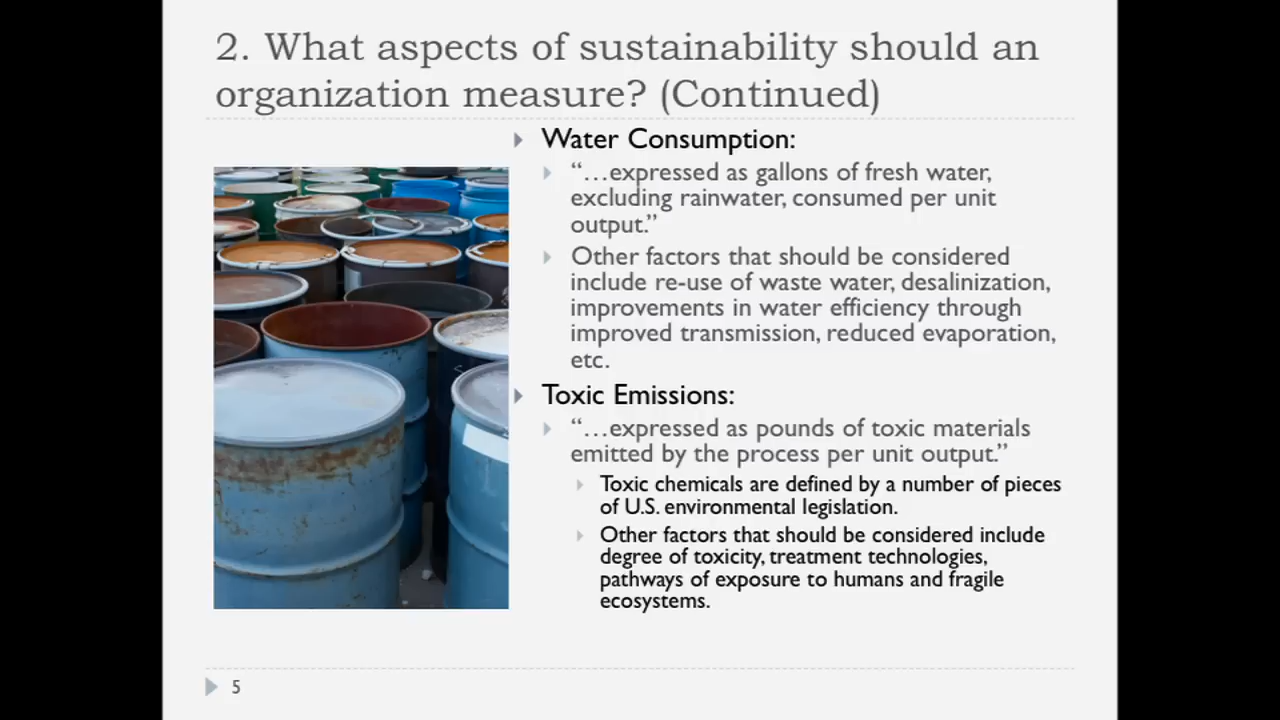 2. What aspects of sustainability should an
organization measure? (Continued)
Water Consumption:
“…expressed as gallons of fresh water,
excluding rainwater, consumed per unit
output.”
Other factors that should be considered
include re-use of waste water, desalinization,
improvements in water efficiency through
improved transmission, reduced evaporation,
etc.
Toxic Emissions:
“…expressed as pounds of toxic materials
emitted by the process per unit output.”
Toxic chemicals are defined by a number of pieces
of U.S. environmental legislation.
Other factors that should be considered include
degree of toxicity, treatment technologies,
pathways of exposure to humans and fragile
ecosystems.
5